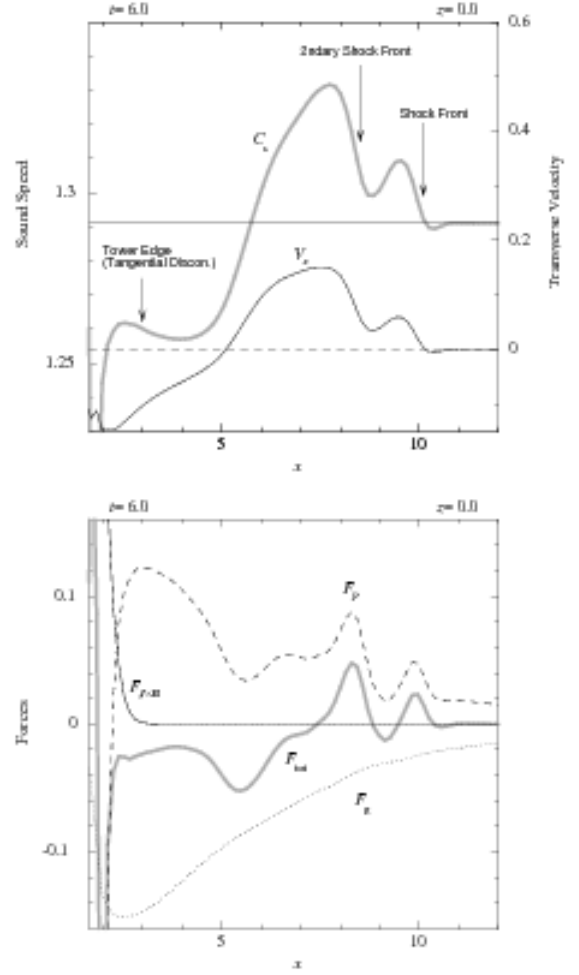 t=6.0 z=0.0
0.6
2ndary Shock Front
0.4
Shock Front
C_s
1.3
Sound Speed
Transverse Velocity
0.2
Tower Edge
(Tangential Discon.)
V_x
1.25
0
5 10
x
t=6.0 z=0.0
0.1
F_p
0
Forces
F_tot
F_g
-0.1
5 10
x